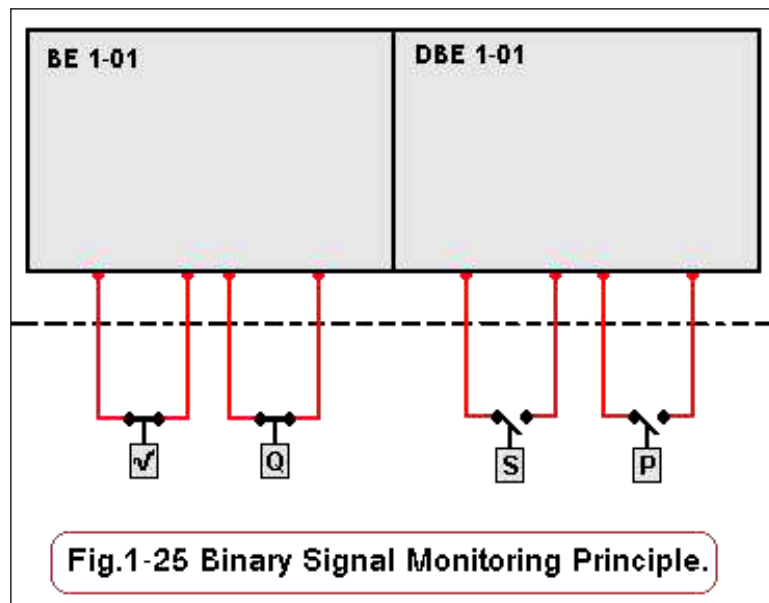 BE 1-01
DBE 1-01
√
Q
S
P
Fig.1-25 Binary Signal Monitoring Principle.